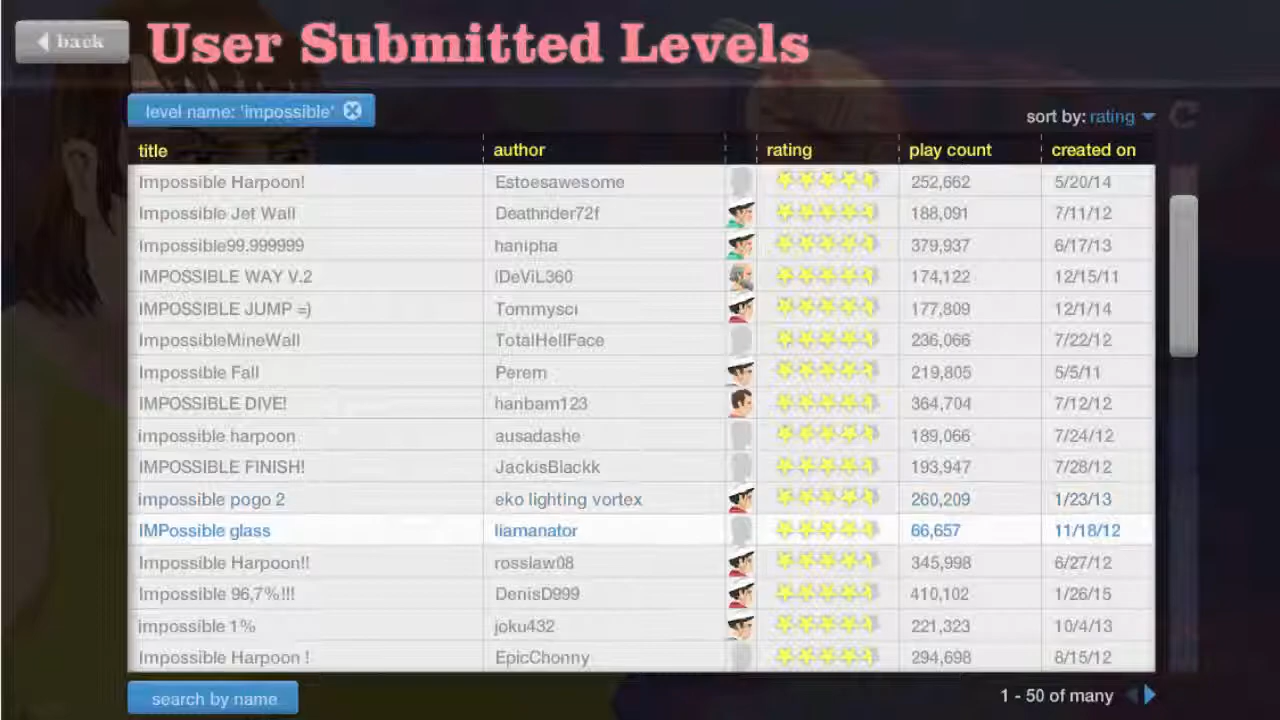 back
User Submitted Levels
level name: 'impossible'
sort by: rating
title author rating play count created on
Impossible Harpoon! Estoesawesome 252,662 5/20/14
Impossible Jet Wall Deathrider72f 188,091 7/11/12
Impossible99.999999 hanipha 379,937 6/17/13
IMPOSSIBLE WAY V.2 IDeViL360 174,122 12/15/11
IMPOSSIBLE JUMP =) Tommysci 177,809 12/1/14
ImpossibleMineWall TotalHellFace 236,066 7/22/12
Impossible Fall Perem 219,805 5/5/11
IMPOSSIBLE DIVE! hanbam123 364,704 7/12/12
impossible harpoon ausadashe 189,066 7/24/12
IMPOSSIBLE FINISH! JackisBlackk 193,947 7/28/12
impossible pogo 2 eko lighting vortex 260,209 1/23/13
IMPossible glass liamanator 66,657 11/18/12
Impossible Harpoon!! rosslaw08 345,998 6/27/12
Impossible 96,7%!!! DenisD999 410,102 1/26/15
impossible 1% joku432 221,323 10/4/13
Impossible Harpoon ! EpicChonny 294,698 8/15/12
search by name
1 - 50 of many